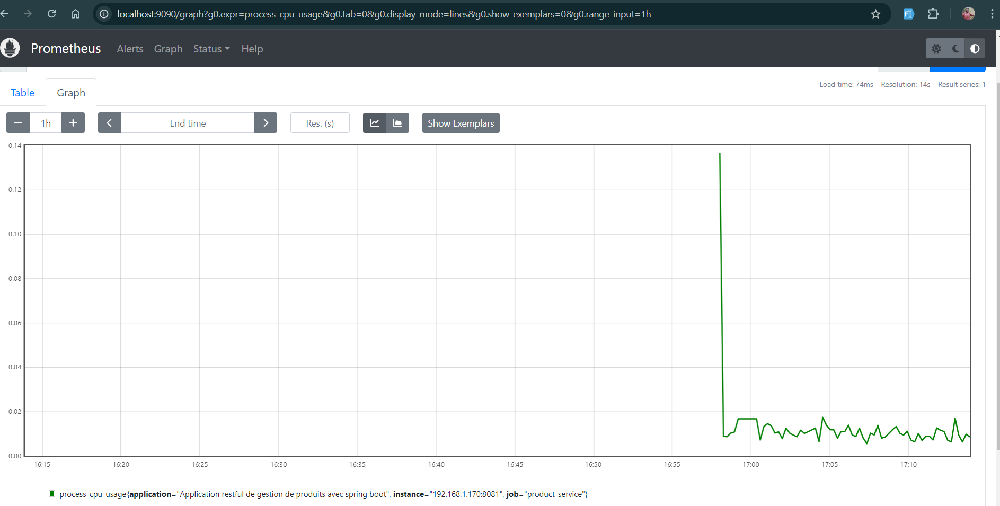 localhost:9090/graph?g0.expr=process_cpu_usage&g0.tab=0&g0.display_mode=lines&g0.show_exemplars=0&g0.range_input=1h
Prometheus Alerts Graph Status Help
Table Graph
Load time: 74ms Resolution: 14s Result series: 1
− 1h + End time Res. (s) Show Exemplars
0.14
0.12
0.10
0.08
0.06
0.04
0.02
0.00
16:15 16:20 16:25 16:30 16:35 16:40 16:45 16:50 16:55 17:00 17:05 17:10
process_cpu_usage{application="Application restful de gestion de produits avec spring boot", instance="192.168.1.170:8081", job="product_service"}